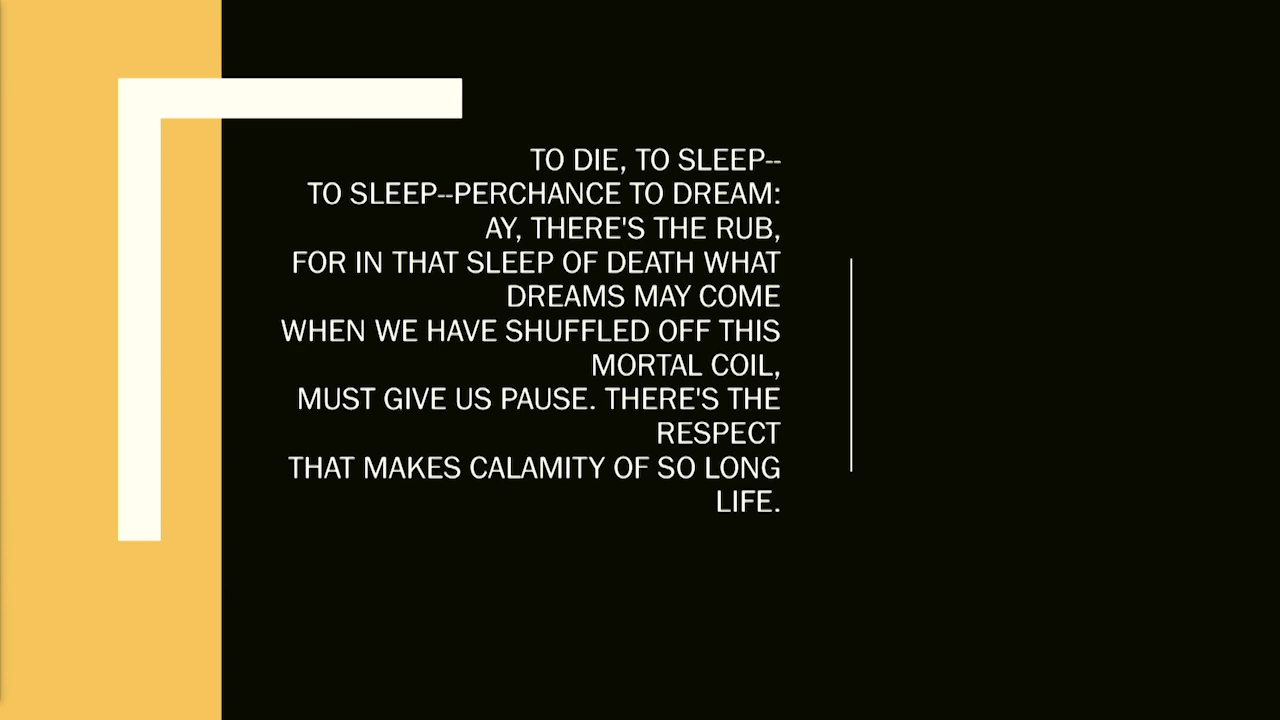 TO DIE, TO SLEEP--
TO SLEEP--PERCHANCE TO DREAM:
AY, THERE'S THE RUB,
FOR IN THAT SLEEP OF DEATH WHAT
DREAMS MAY COME
WHEN WE HAVE SHUFFLED OFF THIS
MORTAL COIL,
MUST GIVE US PAUSE. THERE'S THE
RESPECT
THAT MAKES CALAMITY OF SO LONG
LIFE.